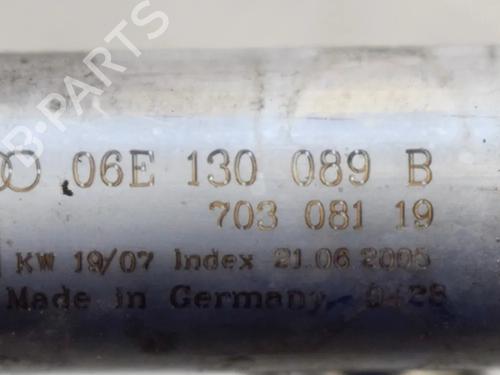 06E 130 089 B
703 081 19
KW 19/07 Index 21.06.2005
Made in Germany 0428
B-PARTS